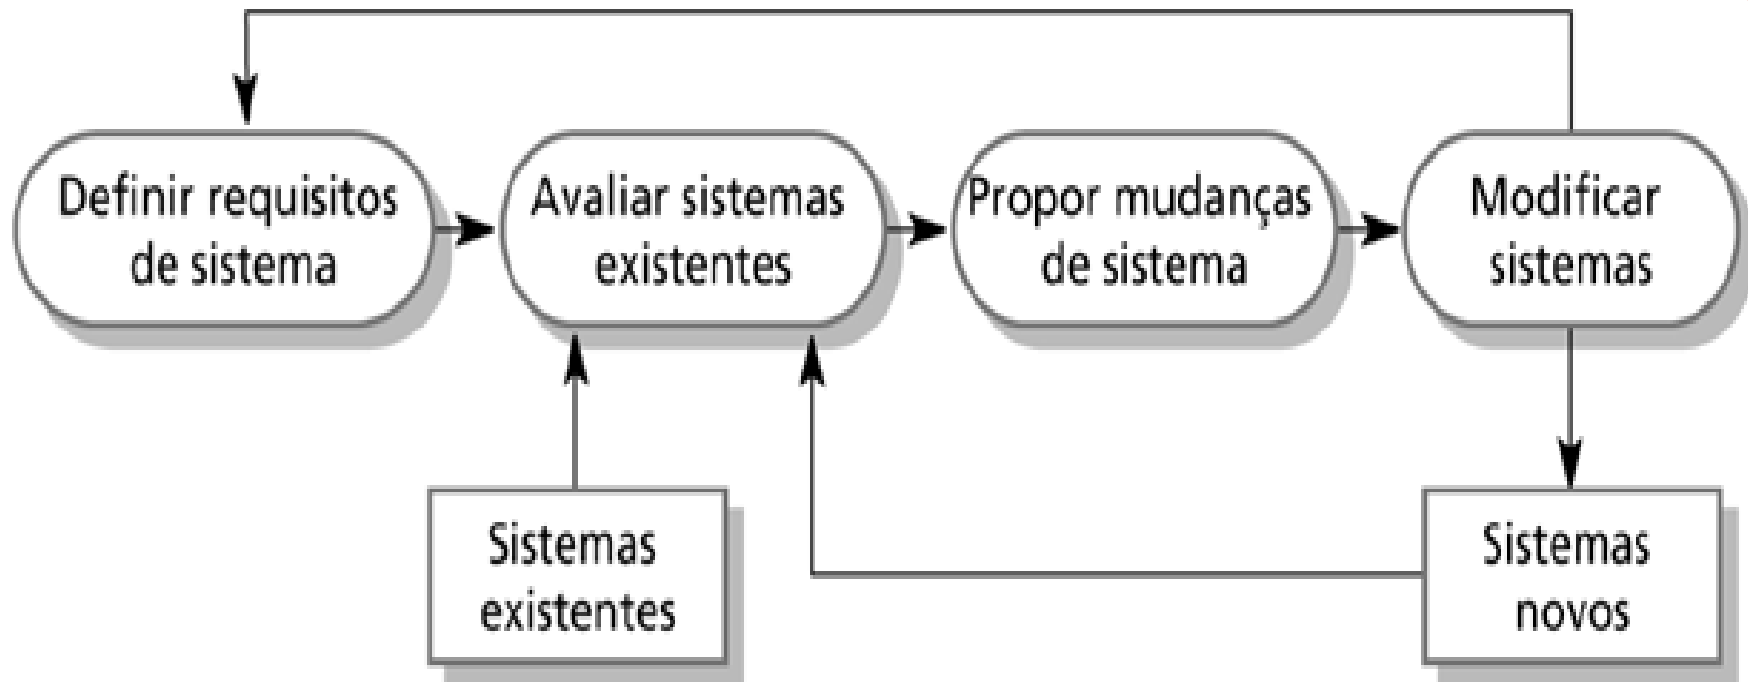 Definir requisitos
de sistema
Avaliar sistemas
existentes
Propor mudanças
de sistema
Modificar
sistemas
Sistemas
existentes
Sistemas
novos